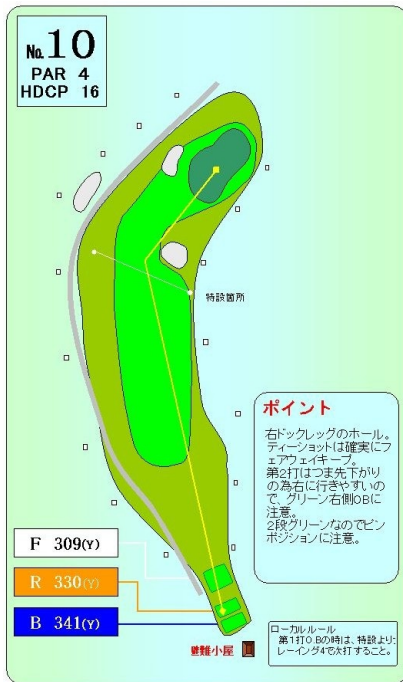 No.10
PAR 4
HDCP 16
特設箇所
ポイント
右ドックレッグのホール。
ティーショットは確実にフ
ェアウェイキープ。
第2打はつま先下がり
の為右に行きやすいの
で、グリーン右側OBに
注意。
2段グリーンなのでピン
ポジションに注意。
F 309(Y)
R 330(Y)
B 341(Y)
避難小屋
ローカルルール
第1打O.Bの時は、特設より
レーイング4で次打すること。